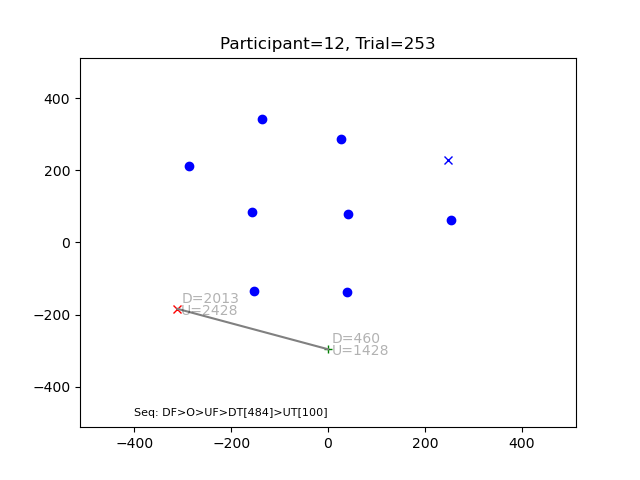 Participant=12, Trial=253
400
200
0
−200
−400
D=2013
U=2428
D=460
U=1428
Seq: DF>O>UF>DT[484]>UT[100]
−400 −200 0 200 400